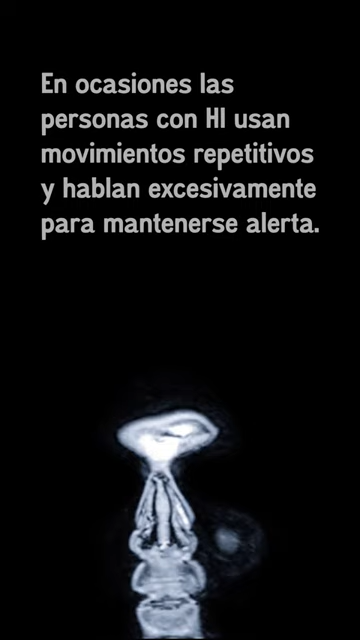 En ocasiones las
personas con HI usan
movimientos repetitivos
y hablan excesivamente
para mantenerse alerta.